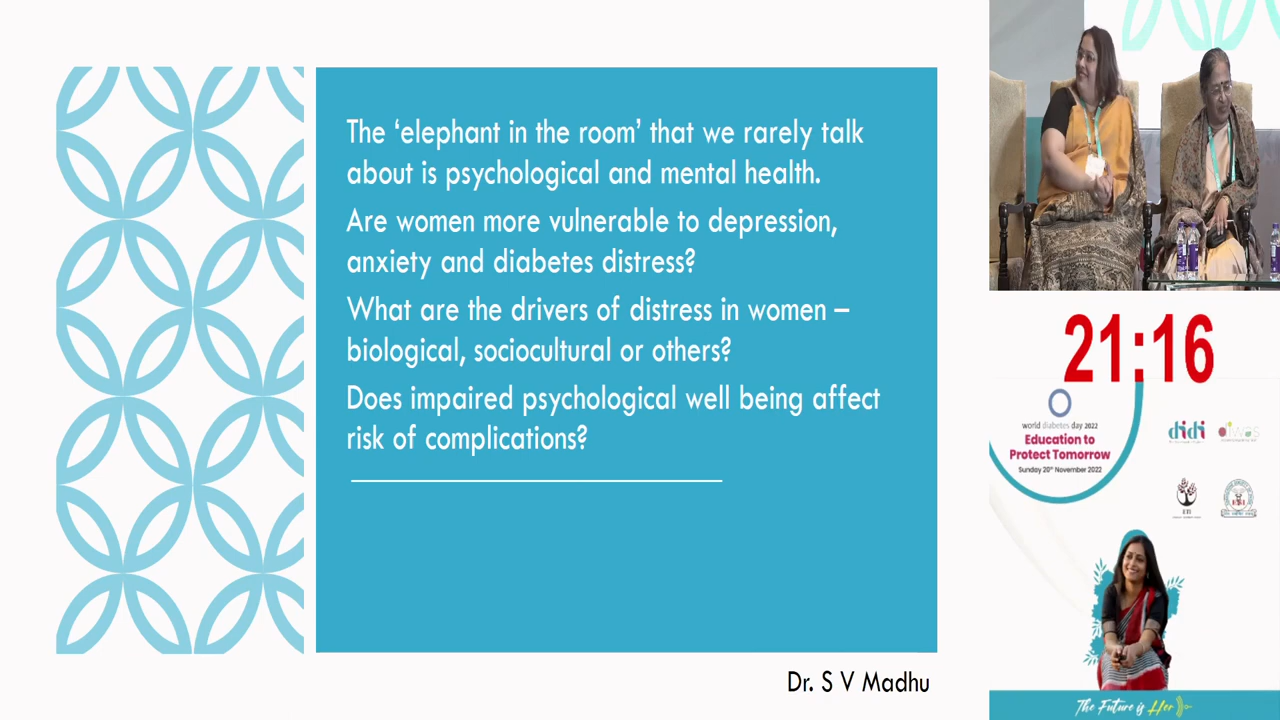 The ‘elephant in the room’ that we rarely talk
about is psychological and mental health.
Are women more vulnerable to depression,
anxiety and diabetes distress?
What are the drivers of distress in women –
biological, sociocultural or others?
Does impaired psychological well being affect
risk of complications?
Dr. S V Madhu
21:16
world diabetes day 2022
Education to
Protect Tomorrow
Sunday 20th November 2022
didi
The Future is Her